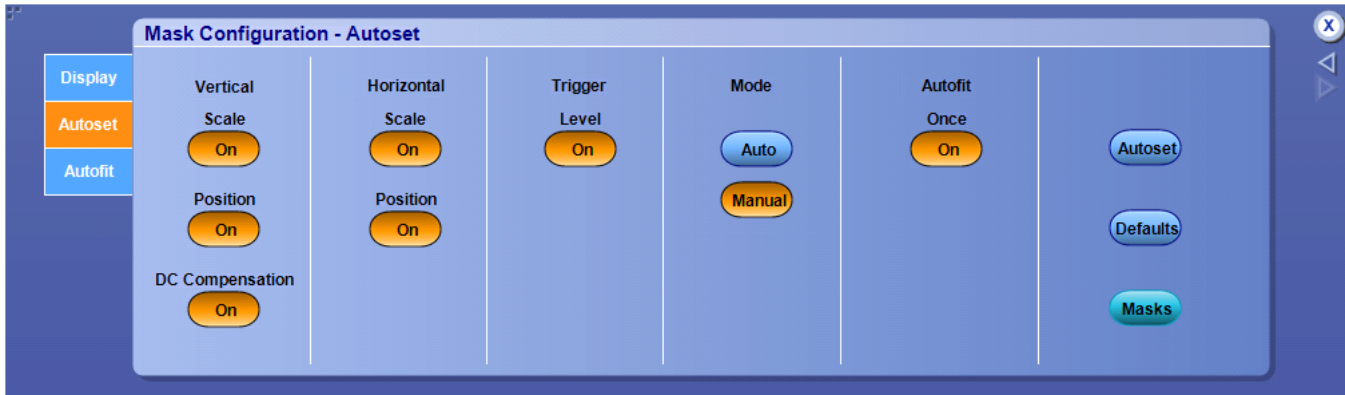 Mask Configuration - Autoset
X
Display
Autoset
Autofit
Vertical
Scale
On
Position
On
DC Compensation
On
Horizontal
Scale
On
Position
On
Trigger
Level
On
Mode
Auto
Manual
Autofit
Once
On
Autoset
Defaults
Masks